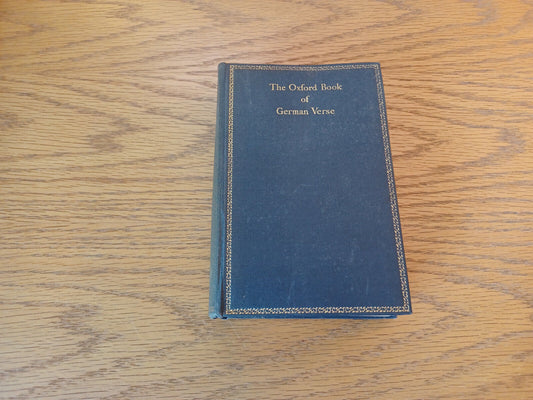 The Oxford Book
of
German Verse